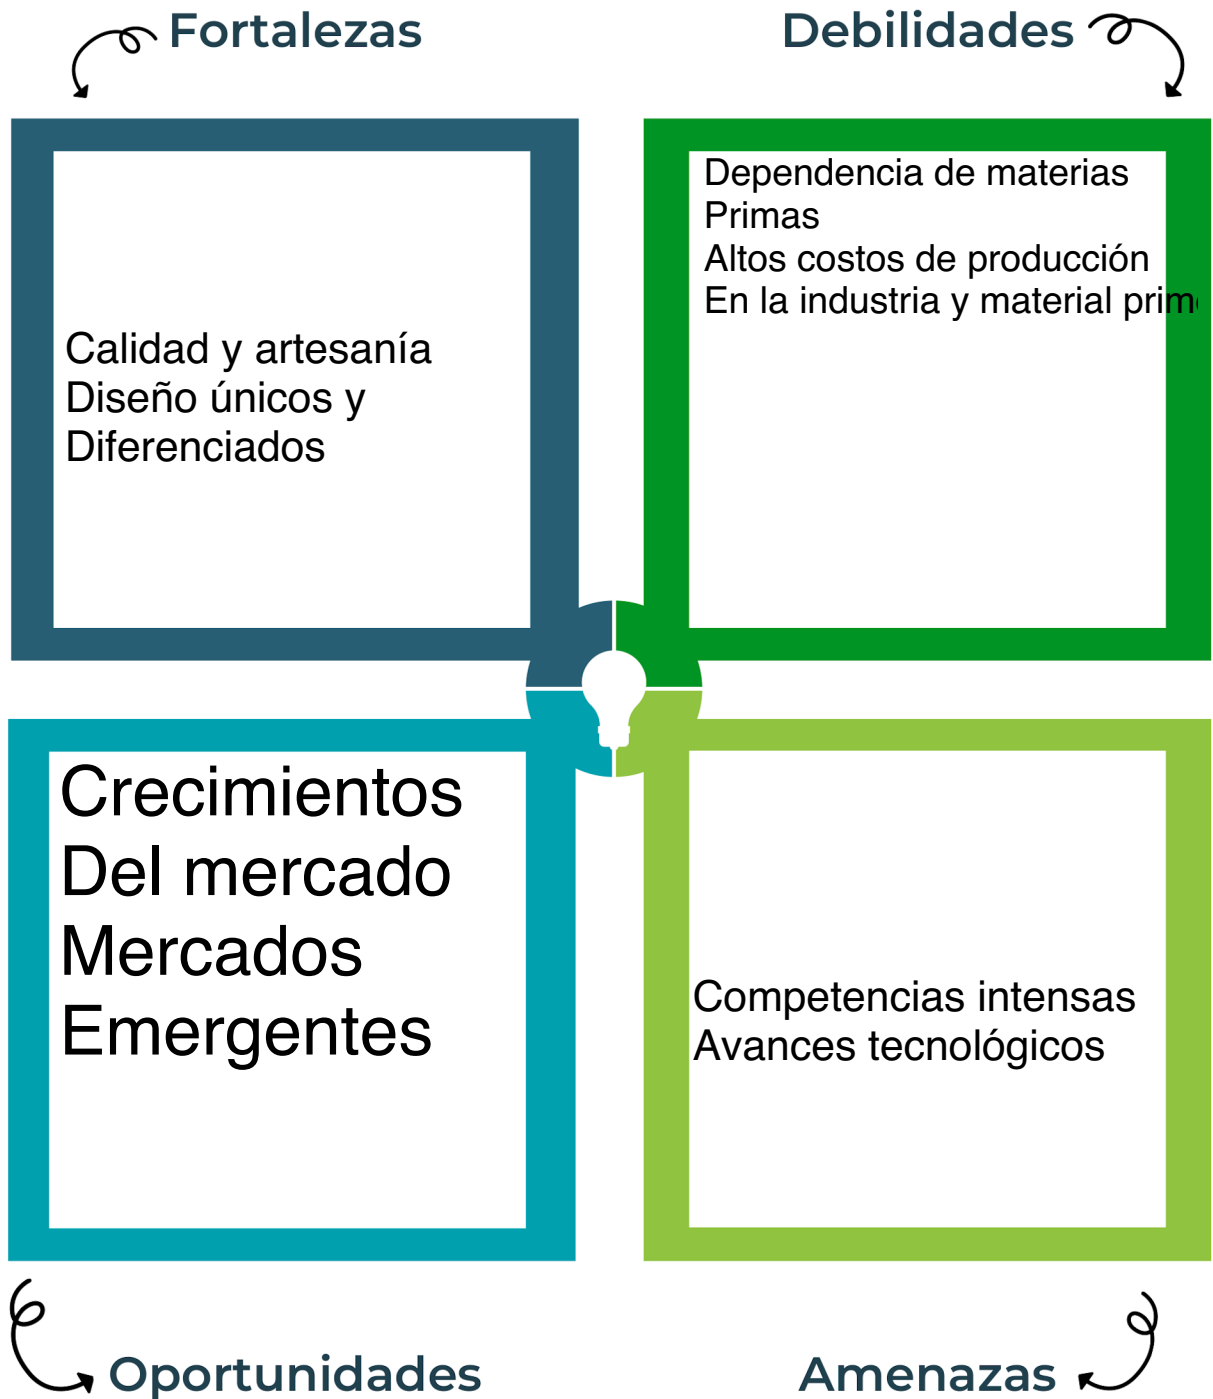 Fortalezas
Debilidades
Calidad y artesanía
Diseño únicos y
Diferenciados
Dependencia de materias
Primas
Altos costos de producción
En la industria y material
Crecimientos
Del mercado
Mercados
Emergentes
Competencias intensas
Avances tecnológicos
Oportunidades
Amenazas